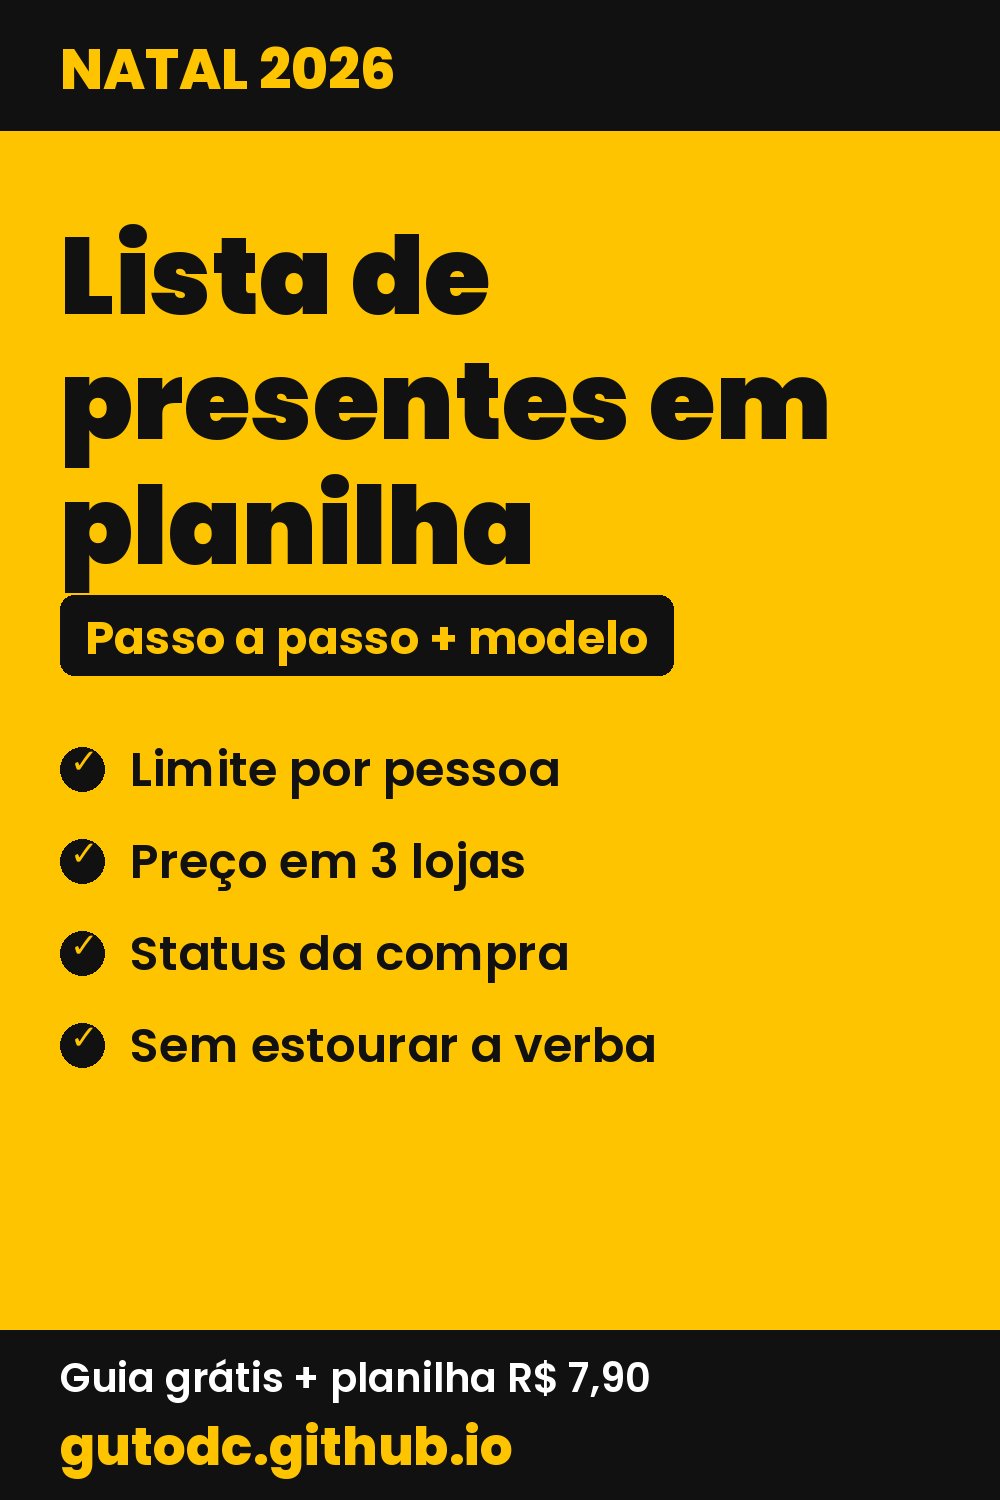 NATAL 2026
Lista de
presentes em
planilha
Passo a passo + modelo
✓ Limite por pessoa
✓ Preço em 3 lojas
✓ Status da compra
✓ Sem estourar a verba
Guia grátis + planilha R$ 7,90
gutodc.github.io